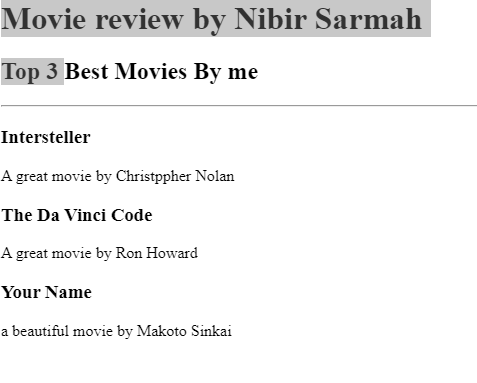 Movie review by Nibir Sarmah
Top 3 Best Movies By me
Intersteller
A great movie by Christppher Nolan
The Da Vinci Code
A great movie by Ron Howard
Your Name
a beautiful movie by Makoto Sinkai